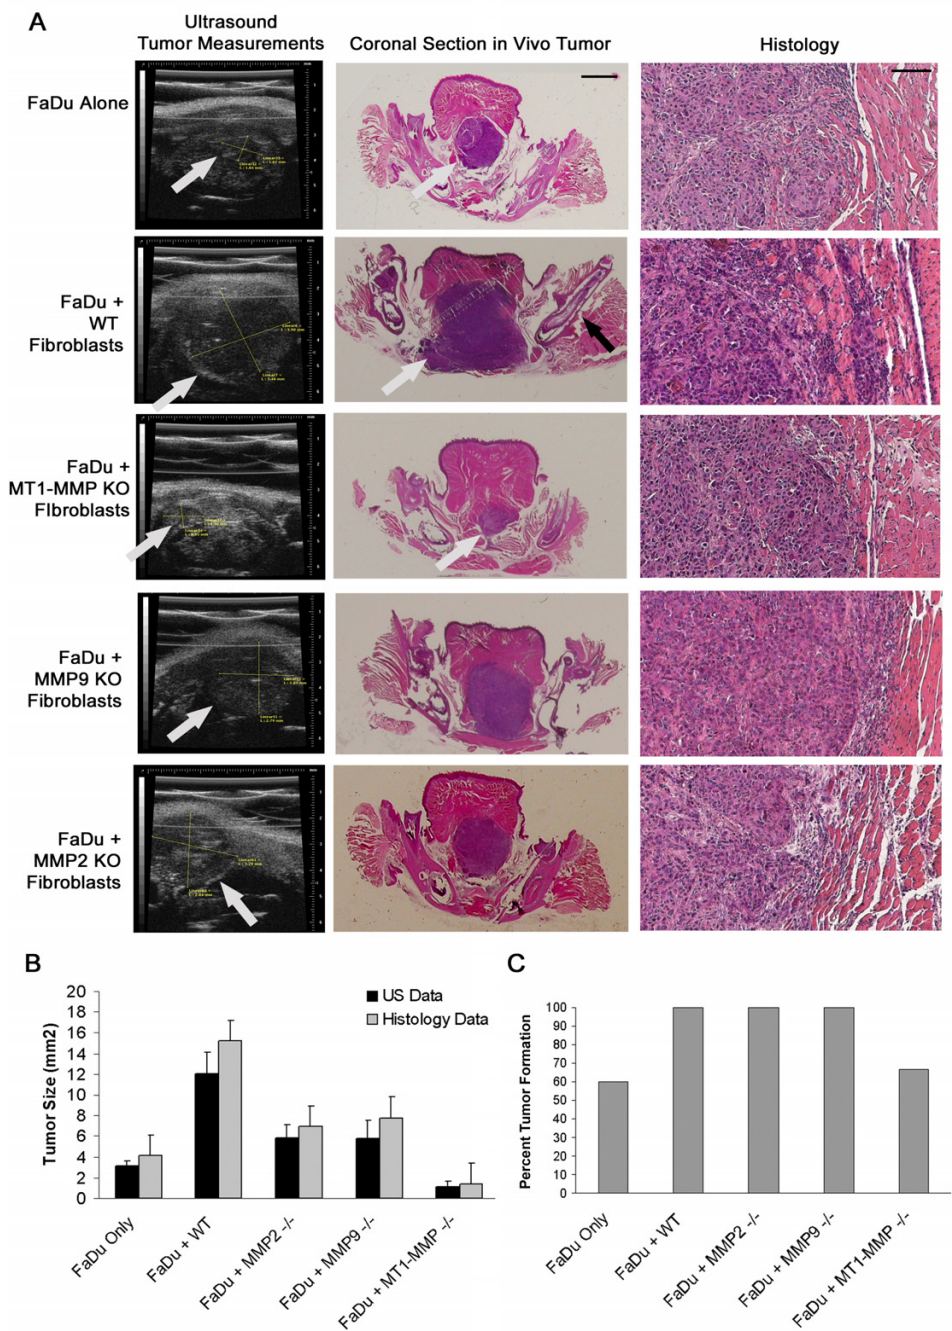 A
Ultrasound
Tumor Measurements
Coronal Section in Vivo Tumor
Histology
FaDu Alone
FaDu +
WT
Fibroblasts
FaDu +
MT1-MMP KO
FIbroblasts
FaDu +
MMP9 KO
Fibroblasts
FaDu +
MMP2 KO
Fibroblasts
B
Tumor Size (mm2)
20
18
16
14
12
10
8
6
4
2
0
US Data
Histology Data
FaDu Only
FaDu + WT
FaDu + MMP2 -/-
FaDu + MMP9 -/-
FaDu + MT1-MMP -/-
C
Percent Tumor Formation
100
90
80
70
60
50
40
30
20
10
0
FaDu Only
FaDu + WT
FaDu + MMP2 -/-
FaDu + MMP9 -/-
FaDu + MT1-MMP -/-